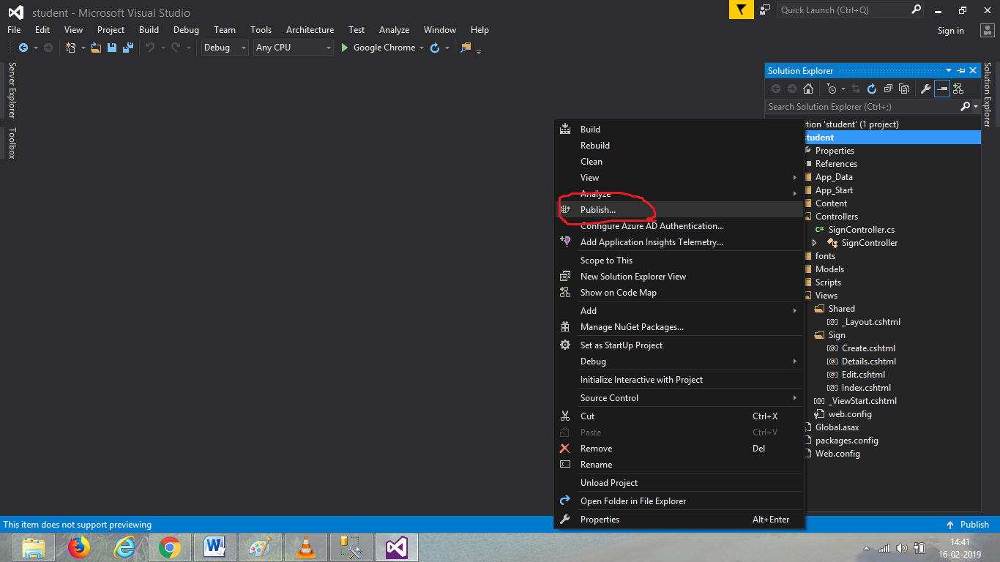 student - Microsoft Visual Studio
Quick Launch (Ctrl+Q)
File Edit View Project Build Debug Team Tools Architecture Test Analyze Window Help
Sign in
Debug Any CPU Google Chrome
Server Explorer
Toolbox
Solution Explorer
Solution Explorer
Search Solution Explorer (Ctrl+;)
tion 'student' (1 project)
student
Properties
References
App_Data
App_Start
Content
Controllers
C# SignController.cs
SignController
fonts
Models
Scripts
Views
Shared
_Layout.cshtml
Sign
Create.cshtml
Details.cshtml
Edit.cshtml
Index.cshtml
_ViewStart.cshtml
web.config
Global.asax
packages.config
Web.config
Build
Rebuild
Clean
View
Analyze
Publish...
Configure Azure AD Authentication...
Add Application Insights Telemetry...
Scope to This
New Solution Explorer View
Show on Code Map
Add
Manage NuGet Packages...
Set as StartUp Project
Debug
Initialize Interactive with Project
Source Control
Cut Ctrl+X
Paste Ctrl+V
Remove Del
Rename
Unload Project
Open Folder in File Explorer
Properties Alt+Enter
This item does not support previewing
Publish
14:41
16-02-2019